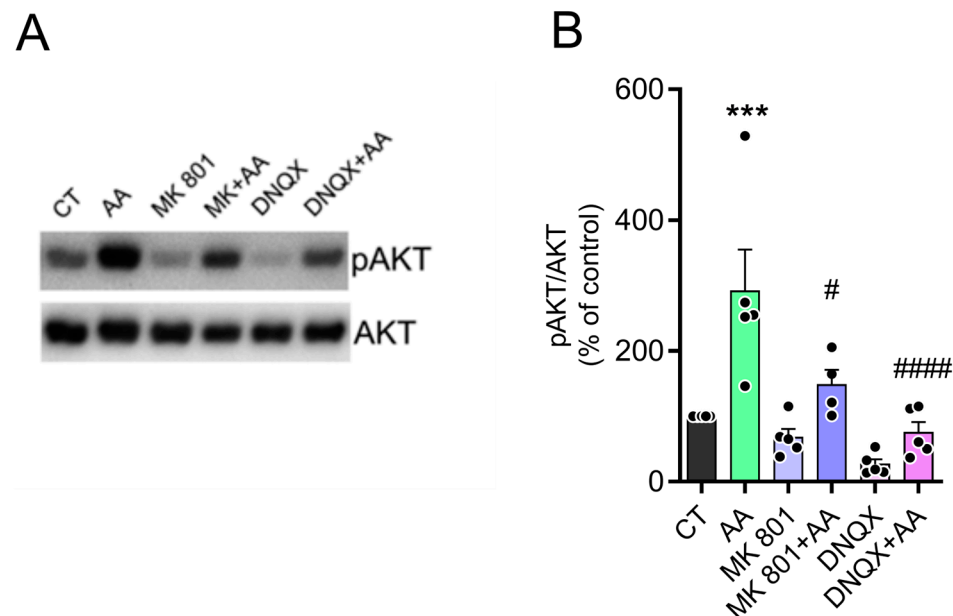 A
CT
AA
MK 801
MK+AA
DNQX
DNQX+AA
pAKT
AKT
B
pAKT/AKT
(% of control)
600
400
200
0
***
#
####
CT
AA
MK 801
MK 801+AA
DNQX
DNQX+AA